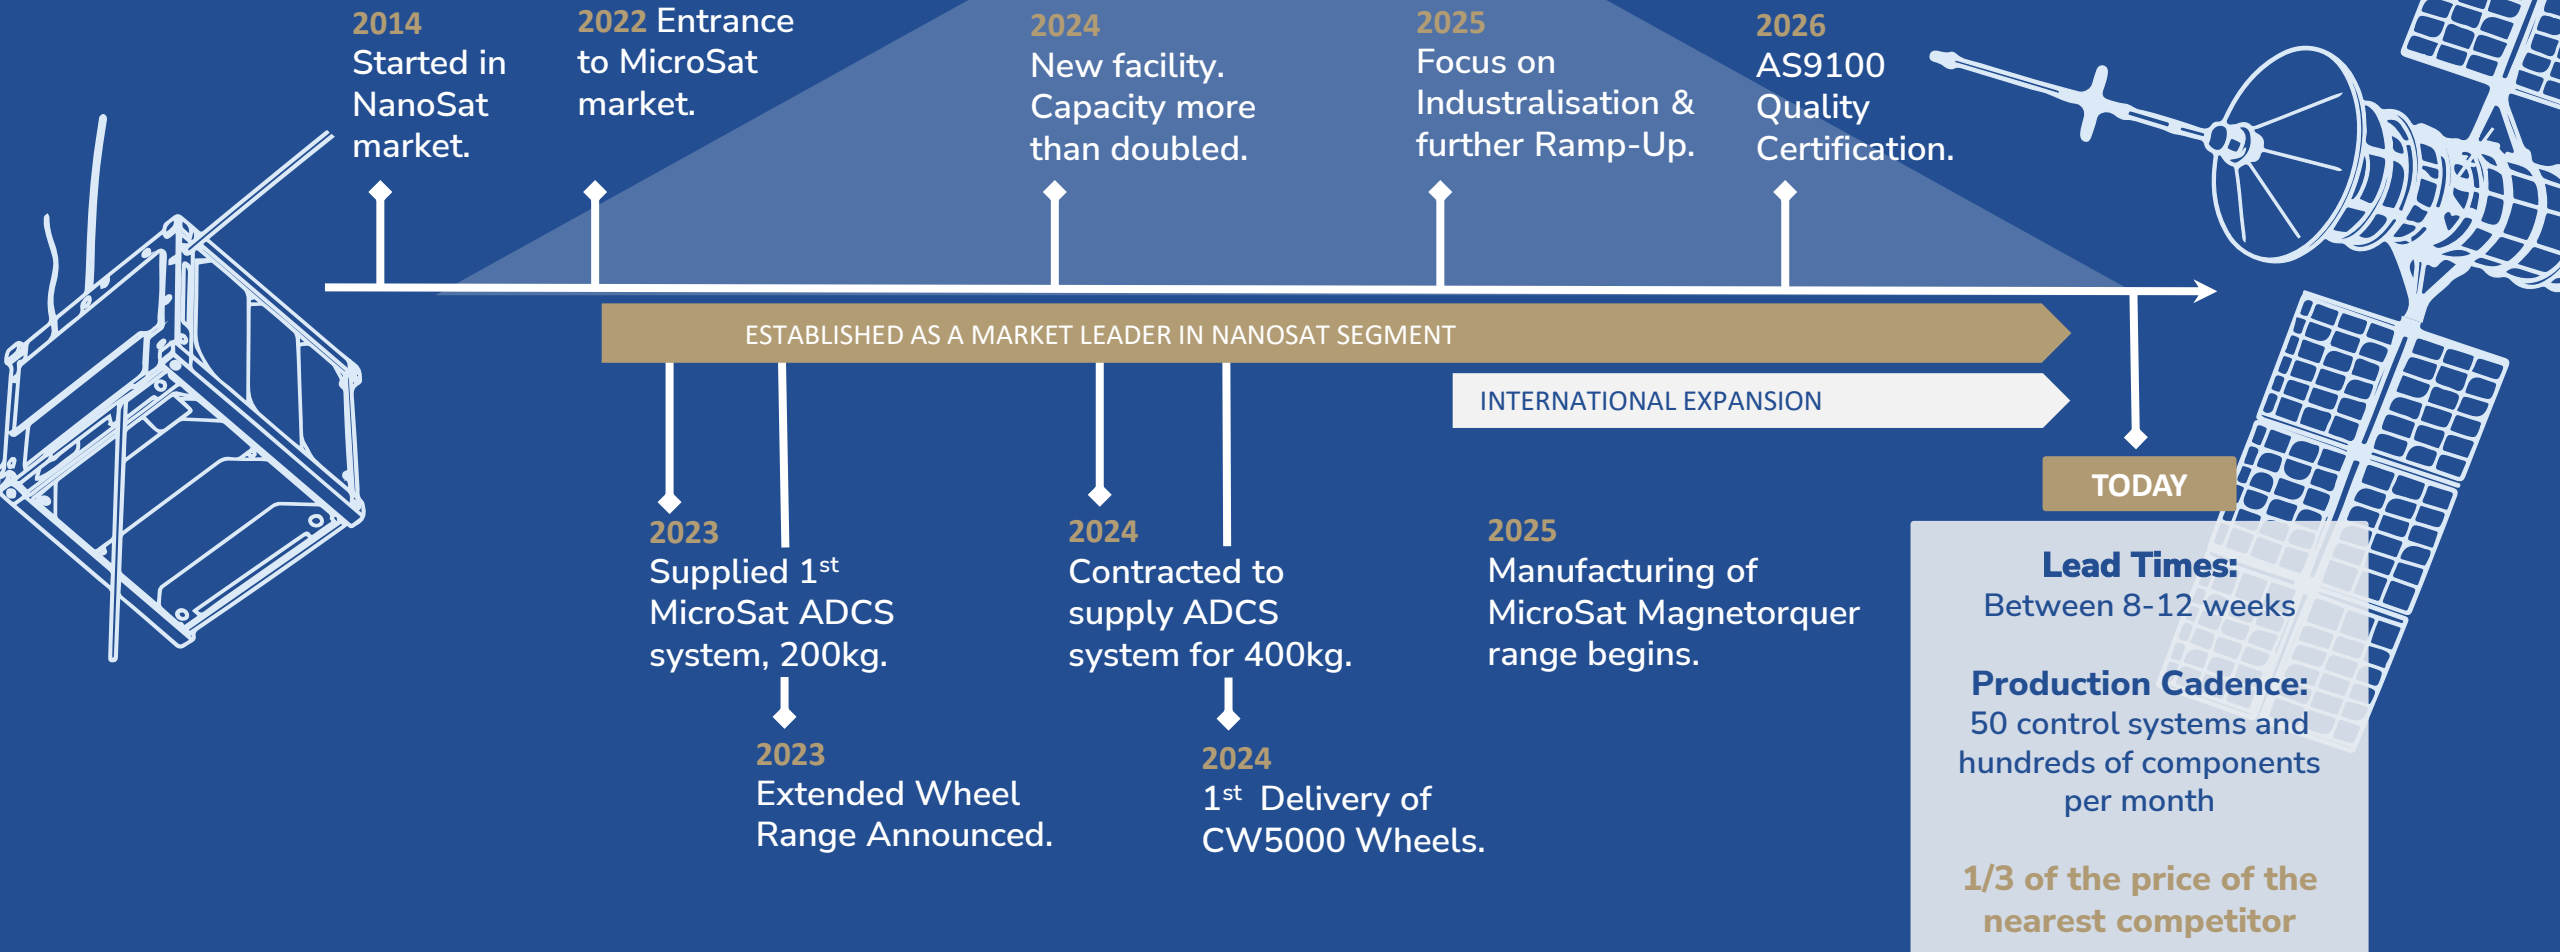 2014
Started in
NanoSat
market.
2022 Entrance
to MicroSat
market.
2024
New facility.
Capacity more
than doubled.
2025
Focus on
Industralisation &
further Ramp-Up.
2026
AS9100
Quality
Certification.
ESTABLISHED AS A MARKET LEADER IN NANOSAT SEGMENT
INTERNATIONAL EXPANSION
2023
Supplied 1st
MicroSat ADCS
system, 200kg.
2023
Extended Wheel
Range Announced.
2024
Contracted to
supply ADCS
system for 400kg.
2024
1st Delivery of
CW5000 Wheels.
2025
Manufacturing of
MicroSat Magnetorquer
range begins.
TODAY
Lead Times:
Between 8-12 weeks
Production Cadence:
50 control systems and
hundreds of components
per month
1/3 of the price of the
nearest competitor